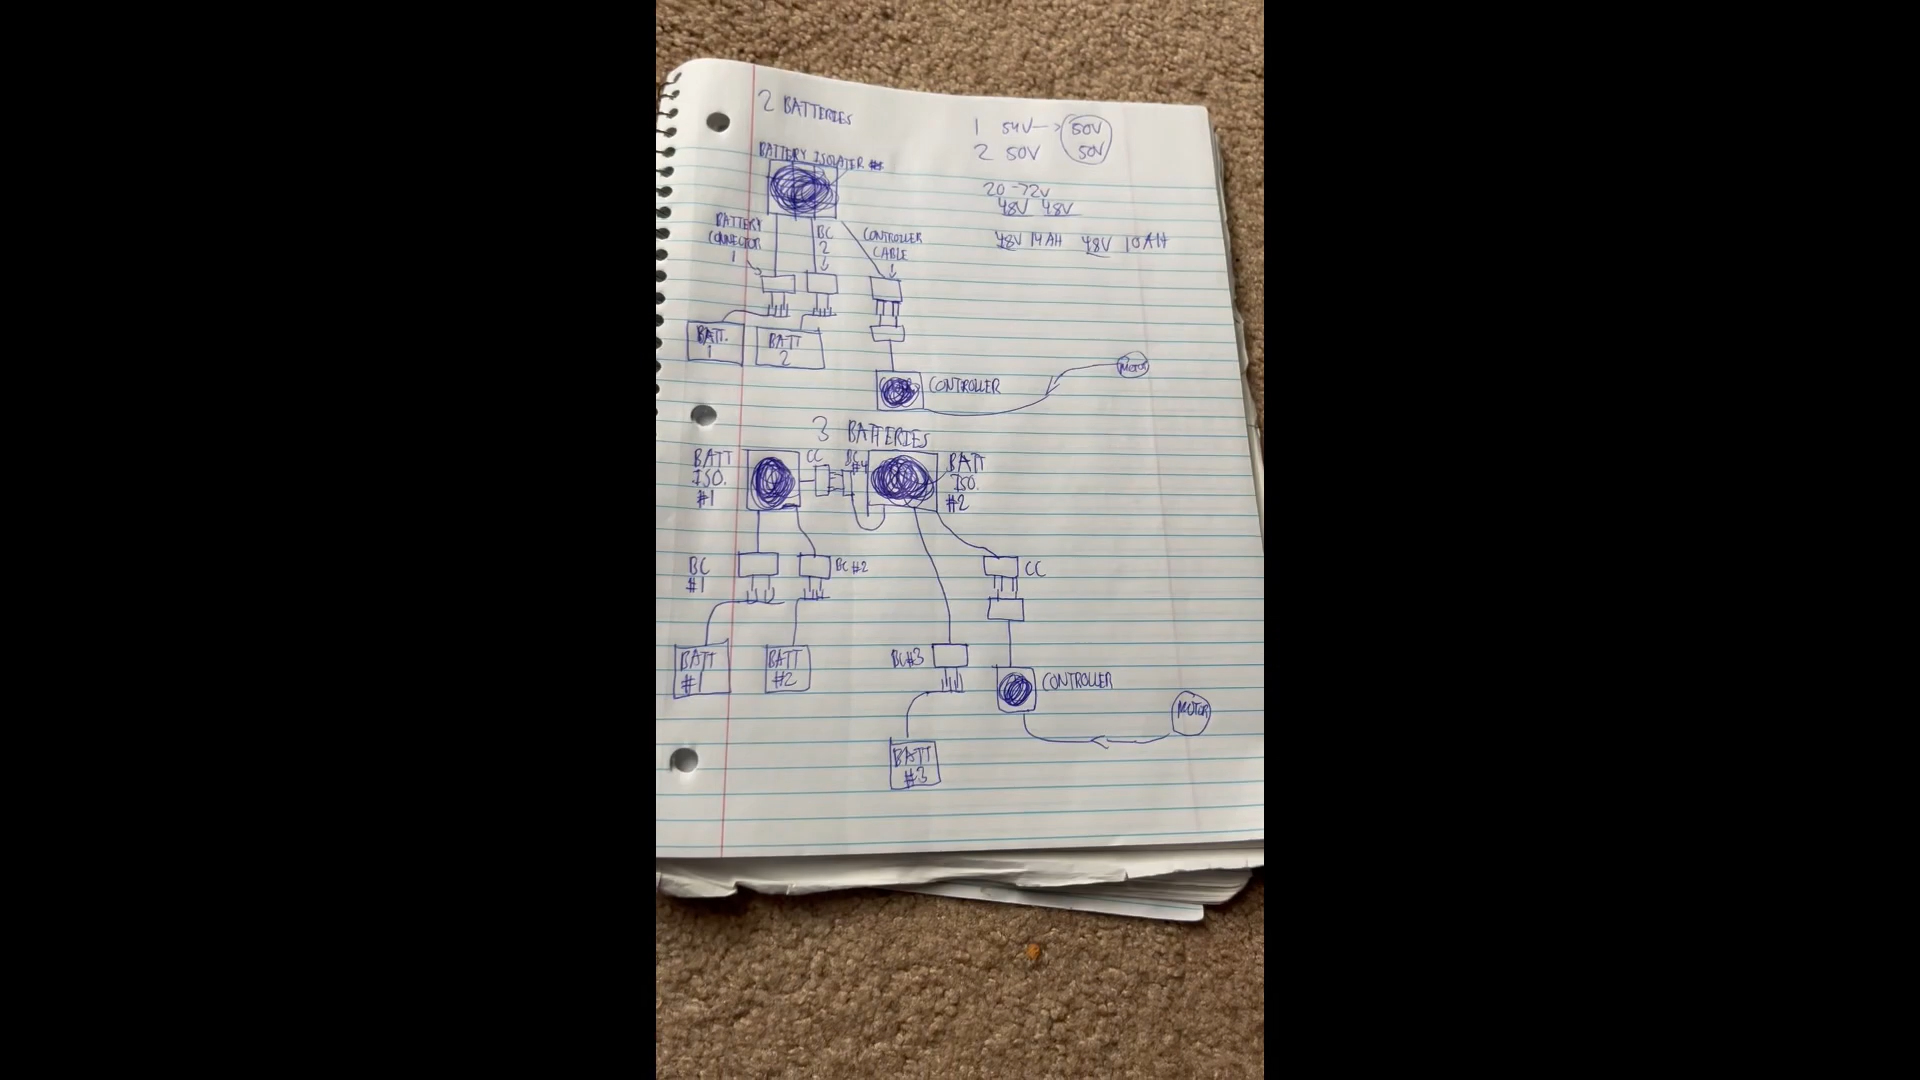 2 BATTERIES
1 54V → 50V
2 50V 50V
BATTERY ISOLATER
20-72V
48V 48V
48V 14AH 48V 10AH
BATTERY
CONNECTOR
1
BC
2
CONTROLLER
CABLE
BATT.
1
BATT
2
CONTROLLER
MOTOR
3 BATTERIES
BATT
ISO.
#1
CC
BC
#4
BATT
ISO.
#2
BC
#1
BC#2
CC
BATT
#1
BATT
#2
BC#3
CONTROLLER
MOTOR
BATT
#3